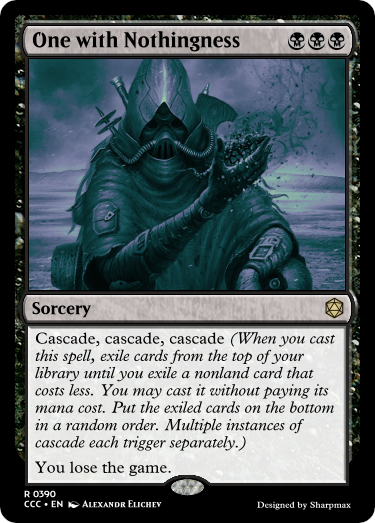 One with Nothingness
Sorcery
Cascade, cascade, cascade (When you cast
this spell, exile cards from the top of your
library until you exile a nonland card that
costs less. You may cast it without paying its
mana cost. Put the exiled cards on the bottom
in a random order. Multiple instances of
cascade each trigger separately.)
You lose the game.
R 0390
CCC • EN Alexandr Elichev
Designed by Sharpmax